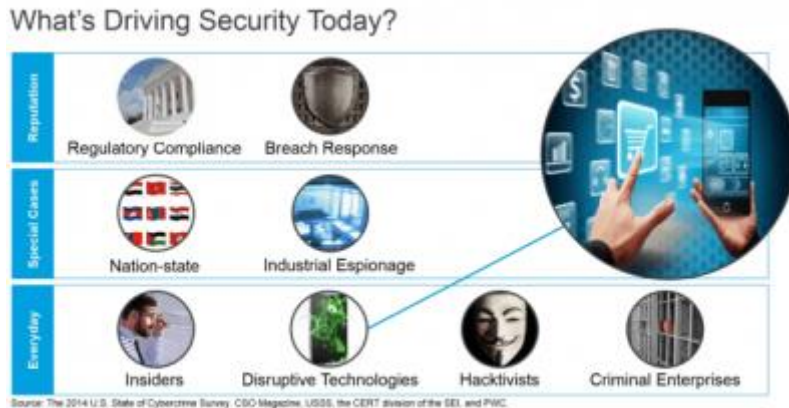 What's Driving Security Today?
Reputation
Regulatory Compliance
Breach Response
Special Cases
Nation-state
Industrial Espionage
Everyday
Insiders
Disruptive Technologies
Hacktivists
Criminal Enterprises
Source: The 2014 U.S. State of Cybercrime Survey, CSO Magazine, USSS, the CERT division of the SEI, and PWC.